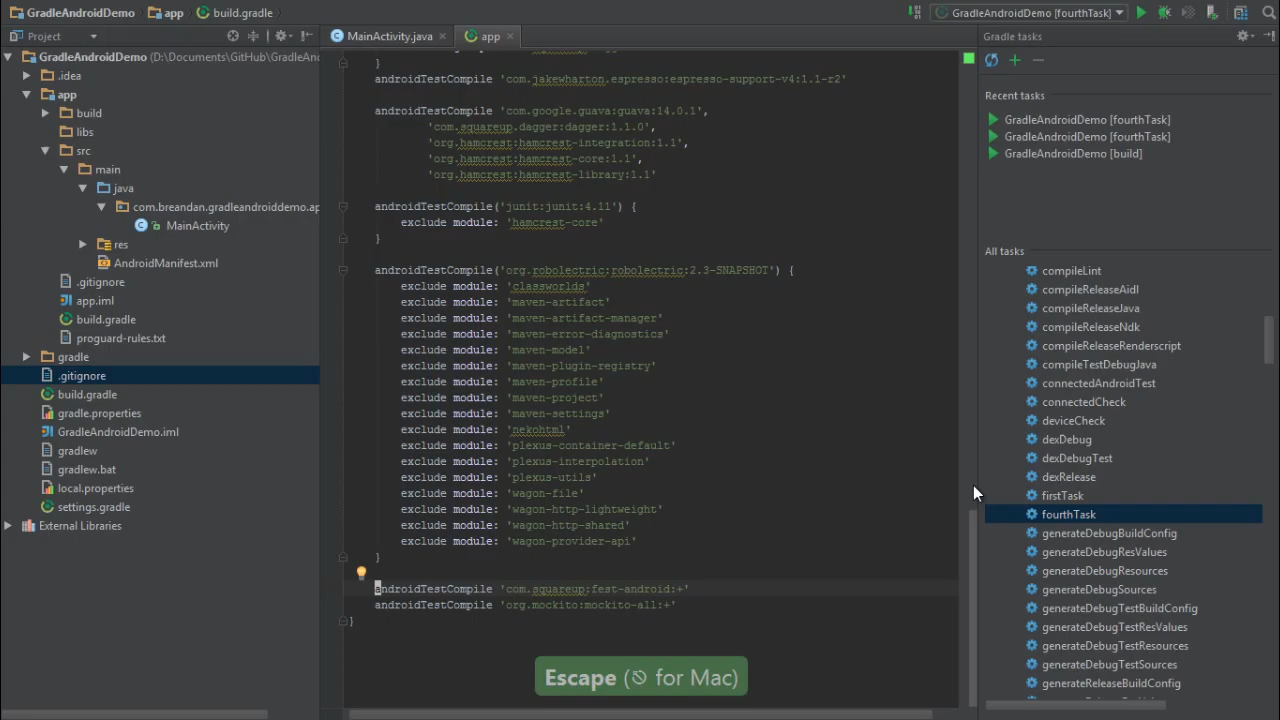 GradleAndroidDemo
app
build.gradle
GradleAndroidDemo [fourthTask]
Project
MainActivity.java
app
Gradle tasks
GradleAndroidDemo (D:\Documents\GitHub\GradleAn
.idea
app
build
libs
src
main
java
com.breandan.gradleandroiddemo.ap
MainActivity
res
AndroidManifest.xml
.gitignore
app.iml
build.gradle
proguard-rules.txt
gradle
.gitignore
build.gradle
gradle.properties
GradleAndroidDemo.iml
gradlew
gradlew.bat
local.properties
settings.gradle
External Libraries
}
androidTestCompile 'com.jakewharton.espresso:espresso-support-v4:1.1-r2'
androidTestCompile 'com.google.guava:guava:14.0.1',
'com.squareup.dagger:dagger:1.1.0',
'org.hamcrest:hamcrest-integration:1.1',
'org.hamcrest:hamcrest-core:1.1',
'org.hamcrest:hamcrest-library:1.1'
androidTestCompile('junit:junit:4.11') {
exclude module: 'hamcrest-core'
}
androidTestCompile('org.robolectric:robolectric:2.3-SNAPSHOT') {
exclude module: 'classworlds'
exclude module: 'maven-artifact'
exclude module: 'maven-artifact-manager'
exclude module: 'maven-error-diagnostics'
exclude module: 'maven-model'
exclude module: 'maven-plugin-registry'
exclude module: 'maven-profile'
exclude module: 'maven-project'
exclude module: 'maven-settings'
exclude module: 'nekohtml'
exclude module: 'plexus-container-default'
exclude module: 'plexus-interpolation'
exclude module: 'plexus-utils'
exclude module: 'wagon-file'
exclude module: 'wagon-http-lightweight'
exclude module: 'wagon-http-shared'
exclude module: 'wagon-provider-api'
}
androidTestCompile 'com.squareup:fest-android:+'
androidTestCompile 'org.mockito:mockito-all:+'
}
Escape (⎋ for Mac)
Recent tasks
GradleAndroidDemo [fourthTask]
GradleAndroidDemo [fourthTask]
GradleAndroidDemo [build]
All tasks
compileLint
compileReleaseAidl
compileReleaseJava
compileReleaseNdk
compileReleaseRenderscript
compileTestDebugJava
connectedAndroidTest
connectedCheck
deviceCheck
dexDebug
dexDebugTest
dexRelease
firstTask
fourthTask
generateDebugBuildConfig
generateDebugResValues
generateDebugResources
generateDebugSources
generateDebugTestBuildConfig
generateDebugTestResValues
generateDebugTestResources
generateDebugTestSources
generateReleaseBuildConfig